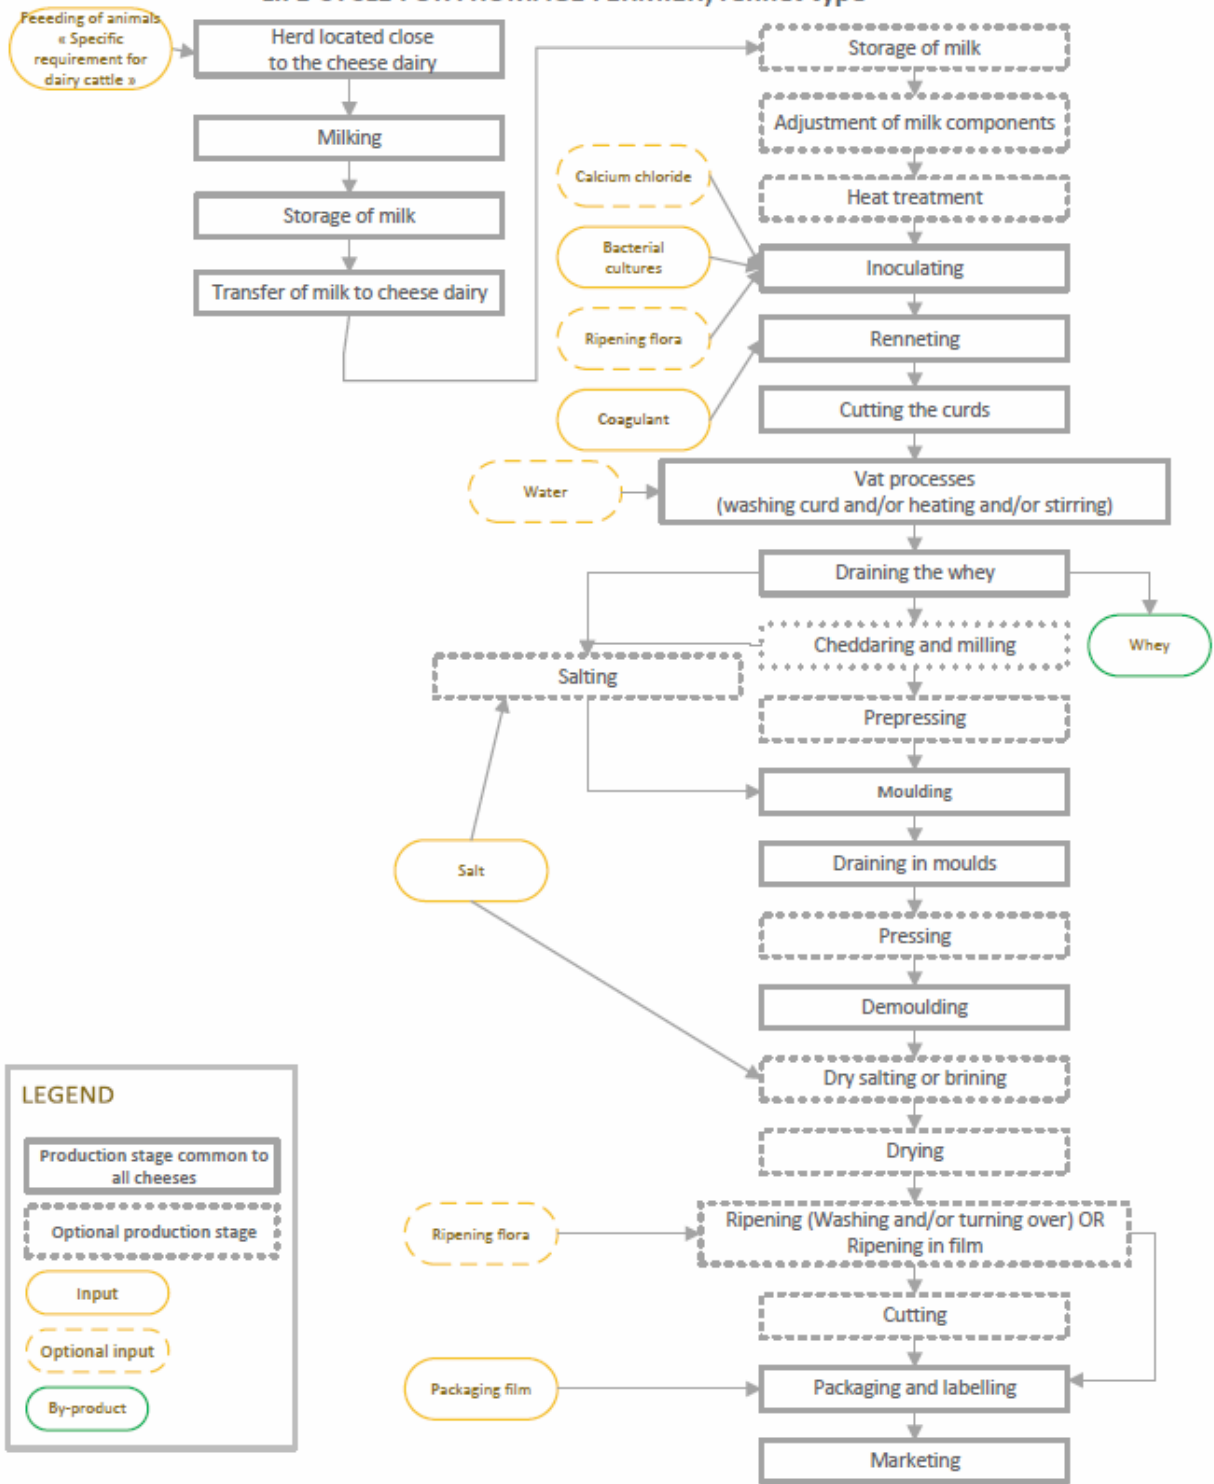 Feeeding of animals
« Specific
requirement for
dairy cattle »
Herd located close
to the cheese dairy
Milking
Storage of milk
Transfer of milk to cheese dairy
Storage of milk
Adjustment of milk components
Heat treatment
Calcium chloride
Bacterial
cultures
Ripening flora
Coagulant
Inoculating
Renneting
Cutting the curds
Water
Vat processes
(washing curd and/or heating and/or stirring)
Draining the whey
Whey
Cheddaring and milling
Salting
Prepressing
Moulding
Salt
Draining in moulds
Pressing
Demoulding
Dry salting or brining
Drying
Ripening flora
Ripening (Washing and/or turning over) OR
Ripening in film
Cutting
Packaging film
Packaging and labelling
Marketing
LEGEND
Production stage common to
all cheeses
Optional production stage
Input
Optional input
By-product